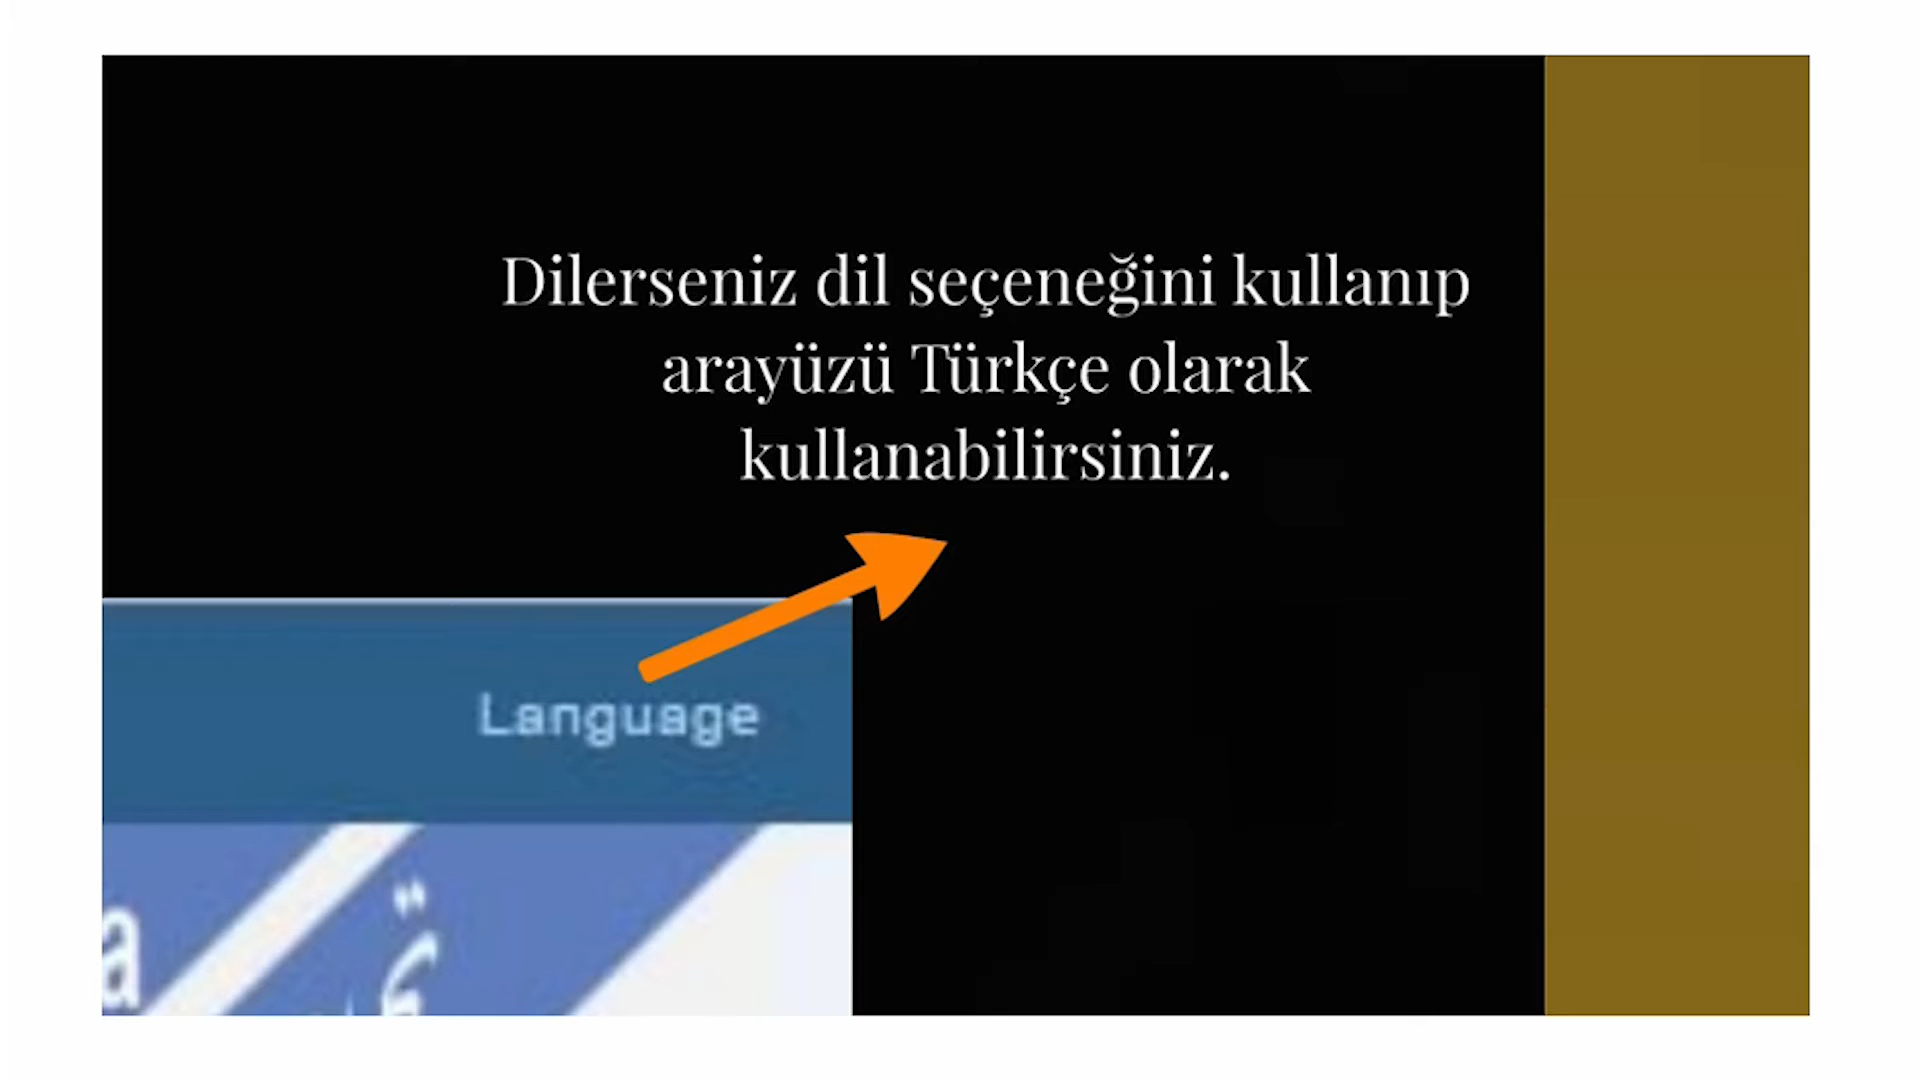 Dilerseniz dil seçeneğini kullanıp
arayüzü Türkçe olarak
kullanabilirsiniz.
Language
a